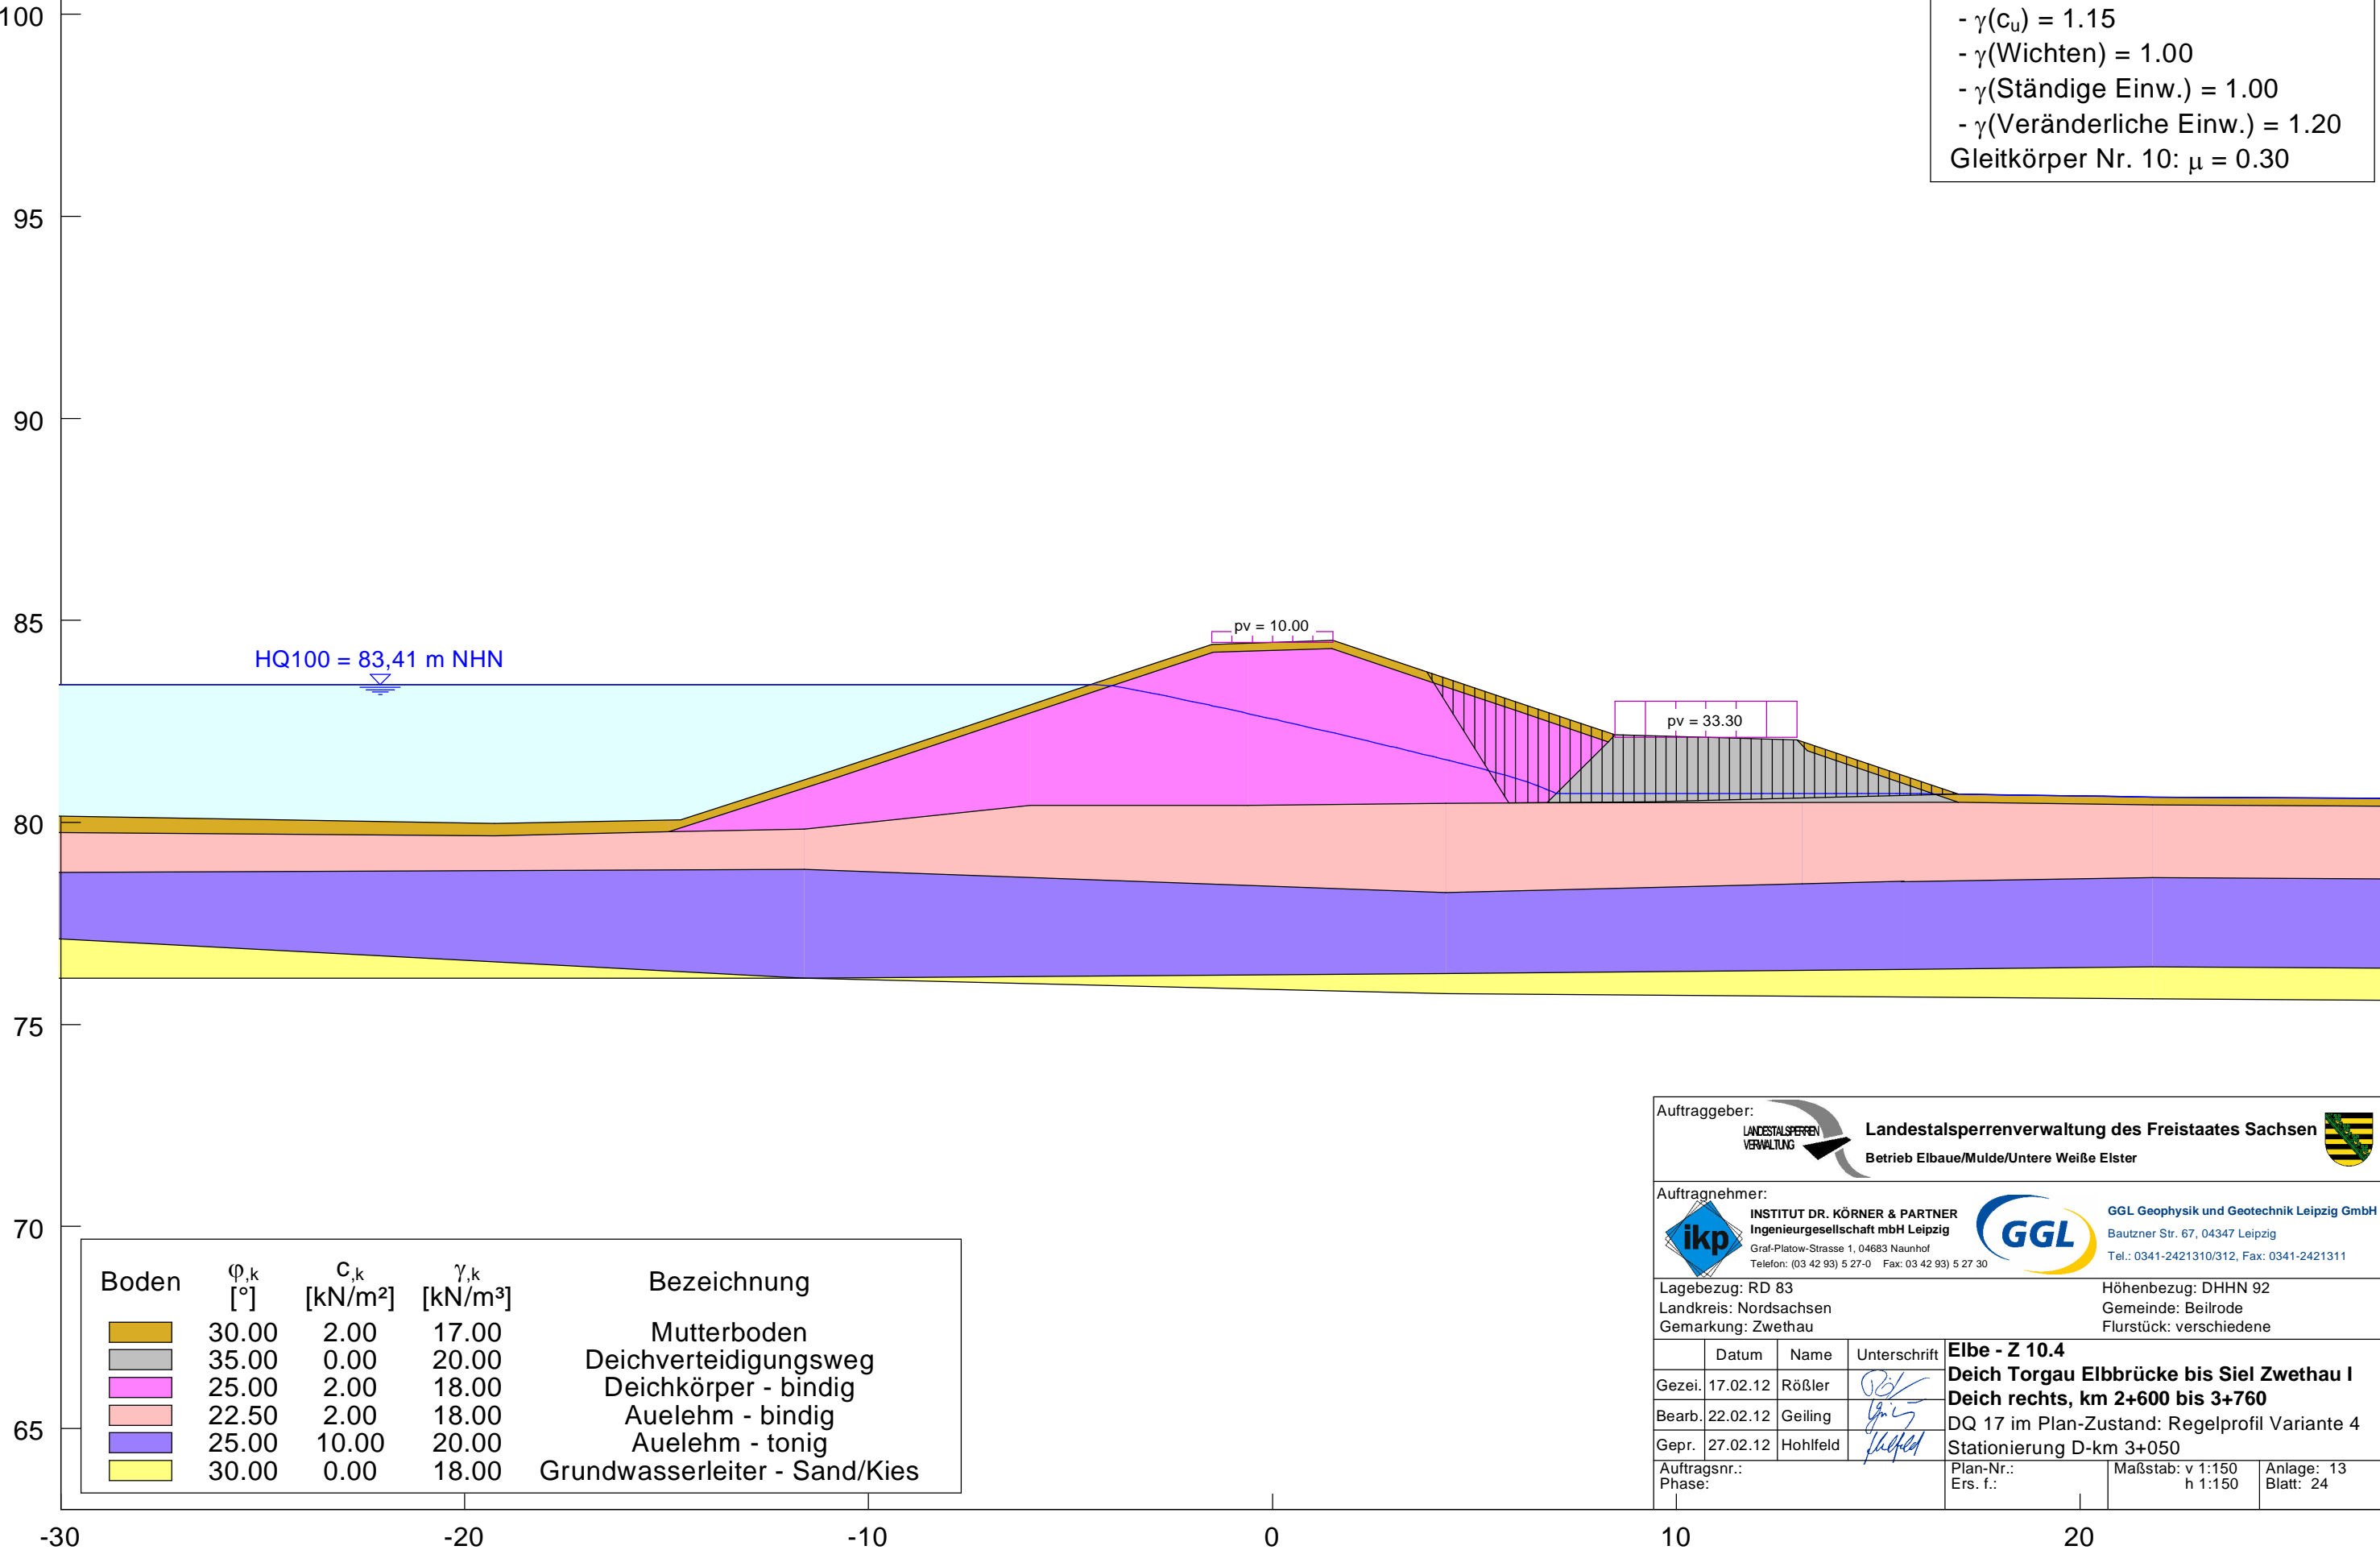 - γ(cu) = 1.15
- γ(Wichten) = 1.00
- γ(Ständige Einw.) = 1.00
- γ(Veränderliche Einw.) = 1.20
Gleitkörper Nr. 10: μ = 0.30
100
95
90
85
80
75
70
65
HQ100 = 83,41 m NHN
pv = 10.00
pv = 33.30
Boden φ,k [°] c,k [kN/m²] γ,k [kN/m³] Bezeichnung
30.00 2.00 17.00 Mutterboden
35.00 0.00 20.00 Deichverteidigungsweg
25.00 2.00 18.00 Deichkörper - bindig
22.50 2.00 18.00 Auelehm - bindig
25.00 10.00 20.00 Auelehm - tonig
30.00 0.00 18.00 Grundwasserleiter - Sand/Kies
Auftraggeber:
LANDESTALSPERREN
VERWALTUNG
Landestalsperrenverwaltung des Freistaates Sachsen
Betrieb Elbaue/Mulde/Untere Weiße Elster
Auftragnehmer:
ikp
INSTITUT DR. KÖRNER & PARTNER
Ingenieurgesellschaft mbH Leipzig
Graf-Platow-Strasse 1, 04683 Naunhof
Telefon: (03 42 93) 5 27-0 Fax: 03 42 93) 5 27 30
GGL
GGL Geophysik und Geotechnik Leipzig GmbH
Bautzner Str. 67, 04347 Leipzig
Tel.: 0341-2421310/312, Fax: 0341-2421311
Lagebezug: RD 83 Höhenbezug: DHHN 92
Landkreis: Nordsachsen Gemeinde: Beilrode
Gemarkung: Zwethau Flurstück: verschiedene
Datum Name Unterschrift
Gezei. 17.02.12 Rößler
Bearb. 22.02.12 Geiling
Gepr. 27.02.12 Hohlfeld
Elbe - Z 10.4
Deich Torgau Elbbrücke bis Siel Zwethau I
Deich rechts, km 2+600 bis 3+760
DQ 17 im Plan-Zustand: Regelprofil Variante 4
Stationierung D-km 3+050
Auftragsnr.:
Phase:
Plan-Nr.:
Ers. f.:
Maßstab: v 1:150
h 1:150
Anlage: 13
Blatt: 24
-30 -20 -10 0 10 20